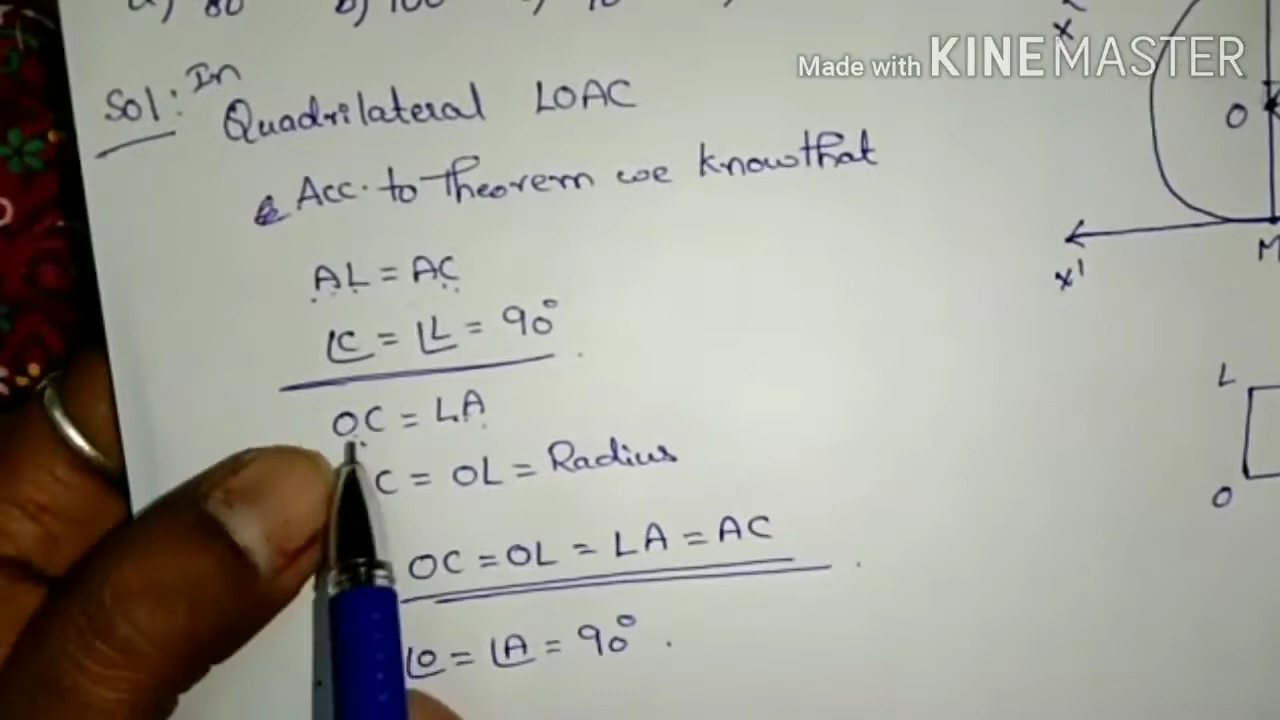 Made with KINEMASTER
Sol: In
Quadrilateral LOAC
Acc. to Theorem we know that
AL = AC
∠C = ∠L = 90°
OC = LA
C = OL = Radius
OC = OL = LA = AC
∠O = ∠A = 90°.
X
O
M
X'
L
O